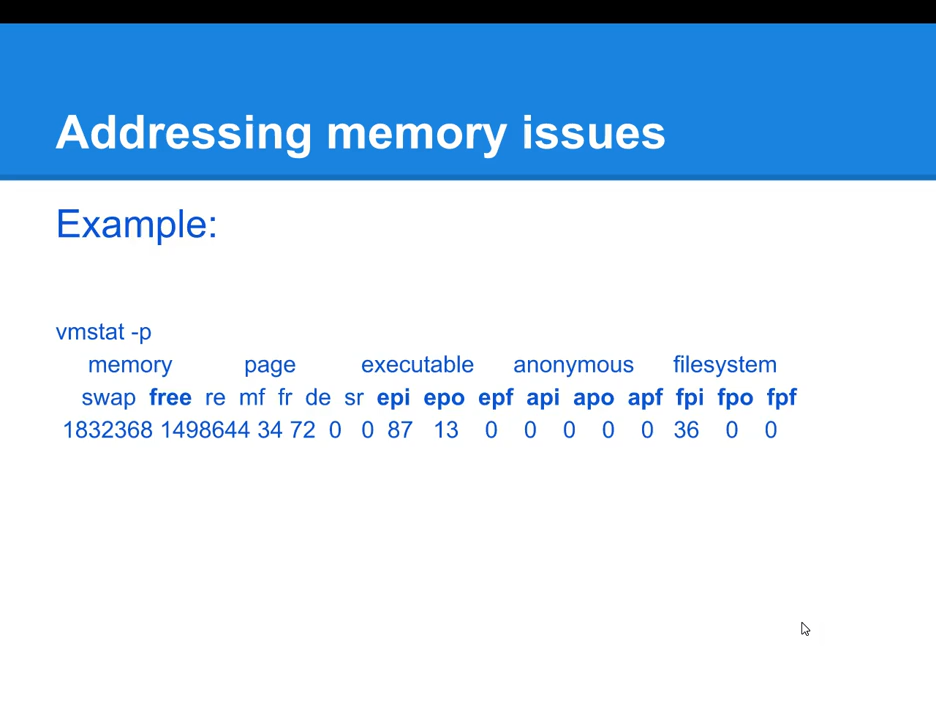 Addressing memory issues
Example:
vmstat -p
memory page executable anonymous filesystem
swap free re mf fr de sr epi epo epf api apo apf fpi fpo fpf
1832368 1498644 34 72 0 0 87 13 0 0 0 0 0 36 0 0